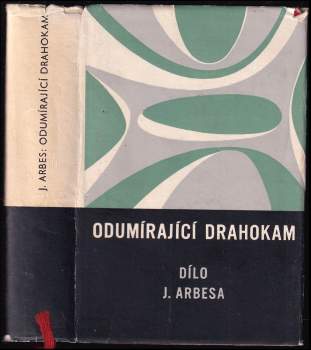 J. ARBES: ODUMÍRAJÍCÍ DRAHOKAM
ODUMÍRAJÍCÍ DRAHOKAM
DÍLO
J. ARBESA